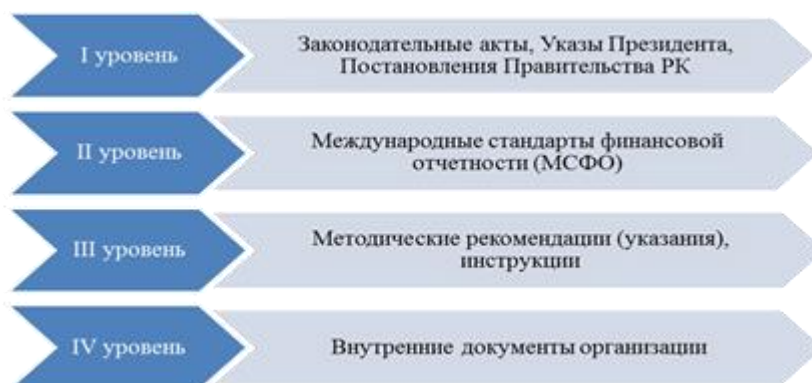 I уровень
Законодательные акты, Указы Президента,
Постановления Правительства РК
II уровень
Международные стандарты финансовой
отчетности (МСФО)
III уровень
Методические рекомендации (указания),
инструкции
IV уровень
Внутренние документы организации